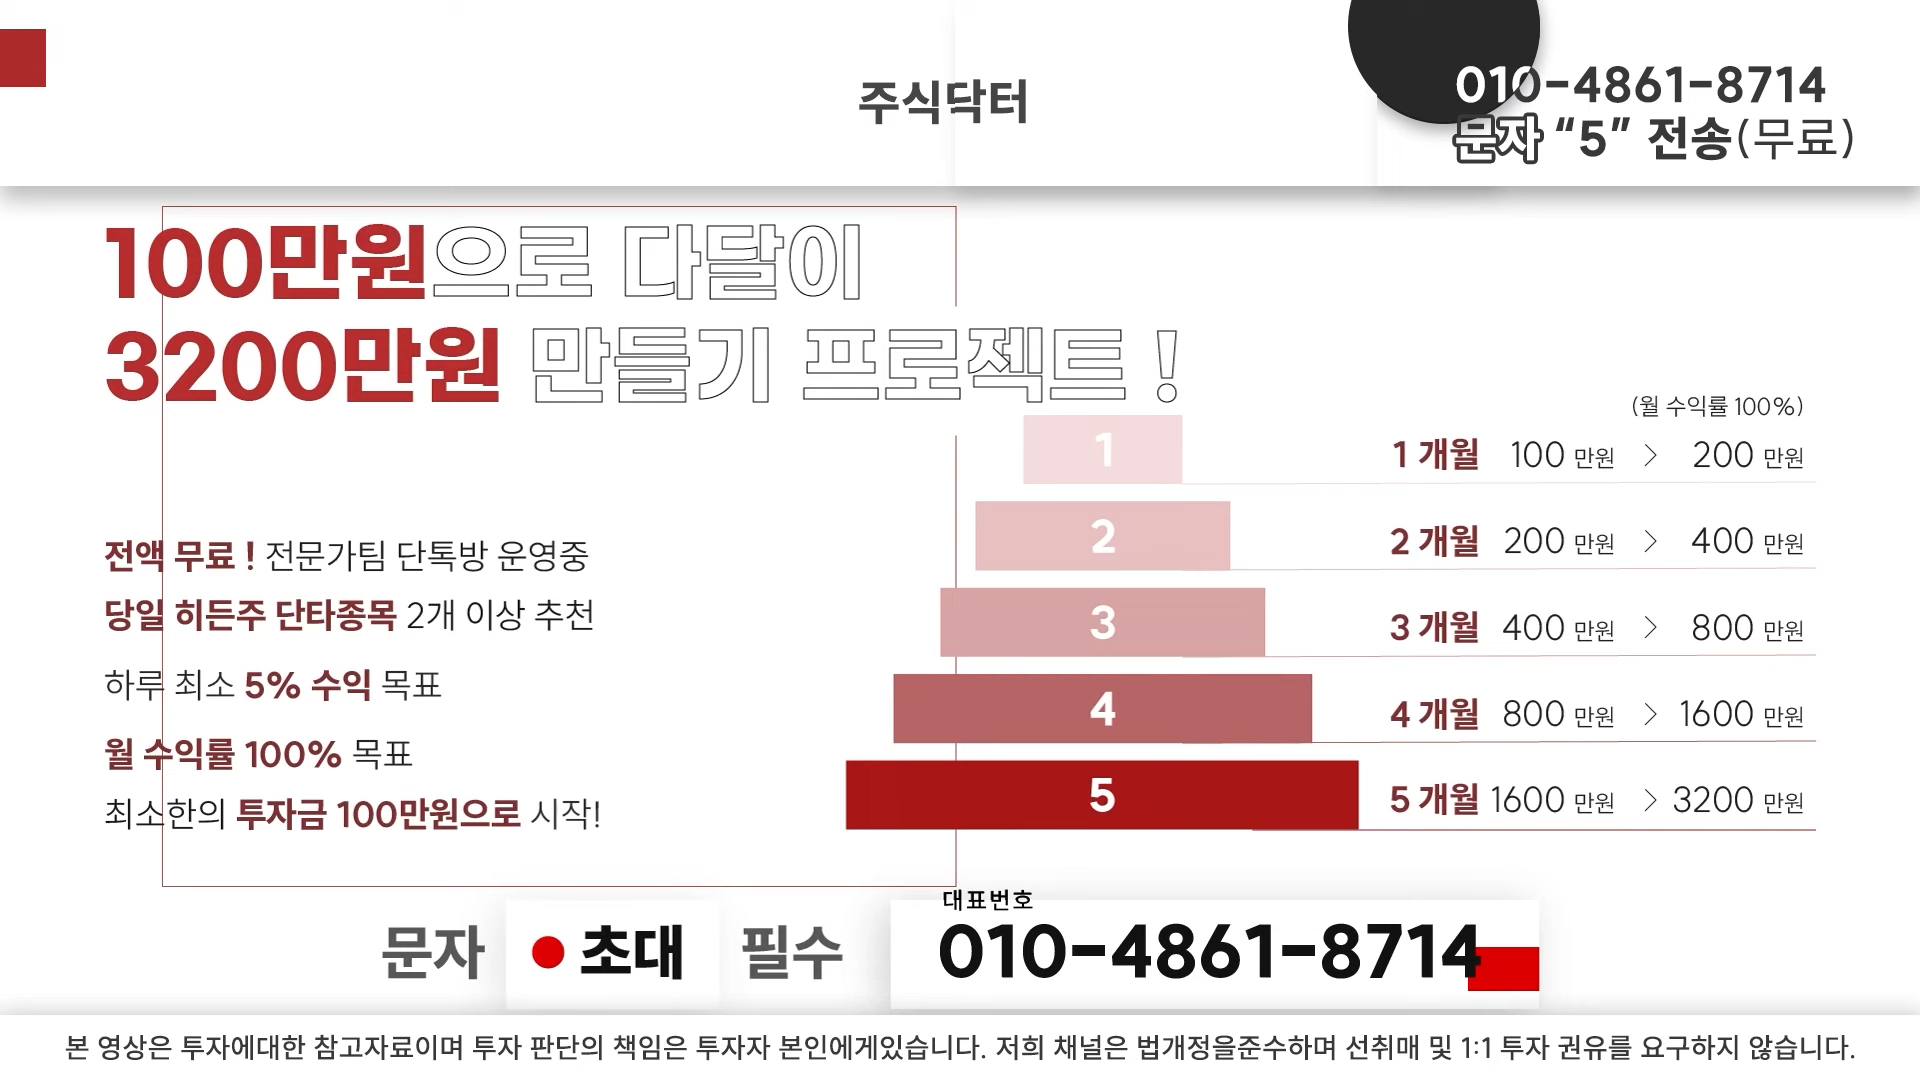 주식닥터
010-4861-8714
문자 “5” 전송(무료)
100만원으로 다달이
3200만원 만들기 프로젝트 !
(월 수익률 100%)
1 1 개월 100 만원 > 200 만원
2 2 개월 200 만원 > 400 만원
3 3 개월 400 만원 > 800 만원
4 4 개월 800 만원 > 1600 만원
5 5 개월 1600 만원 > 3200 만원
전액 무료 ! 전문가팀 단톡방 운영중
당일 히든주 단타종목 2개 이상 추천
하루 최소 5% 수익 목표
월 수익률 100% 목표
최소한의 투자금 100만원으로 시작!
대표번호
문자 초대 필수 010-4861-8714
본 영상은 투자에대한 참고자료이며 투자 판단의 책임은 투자자 본인에게있습니다. 저희 채널은 법개정을준수하며 선취매 및 1:1 투자 권유를 요구하지 않습니다.